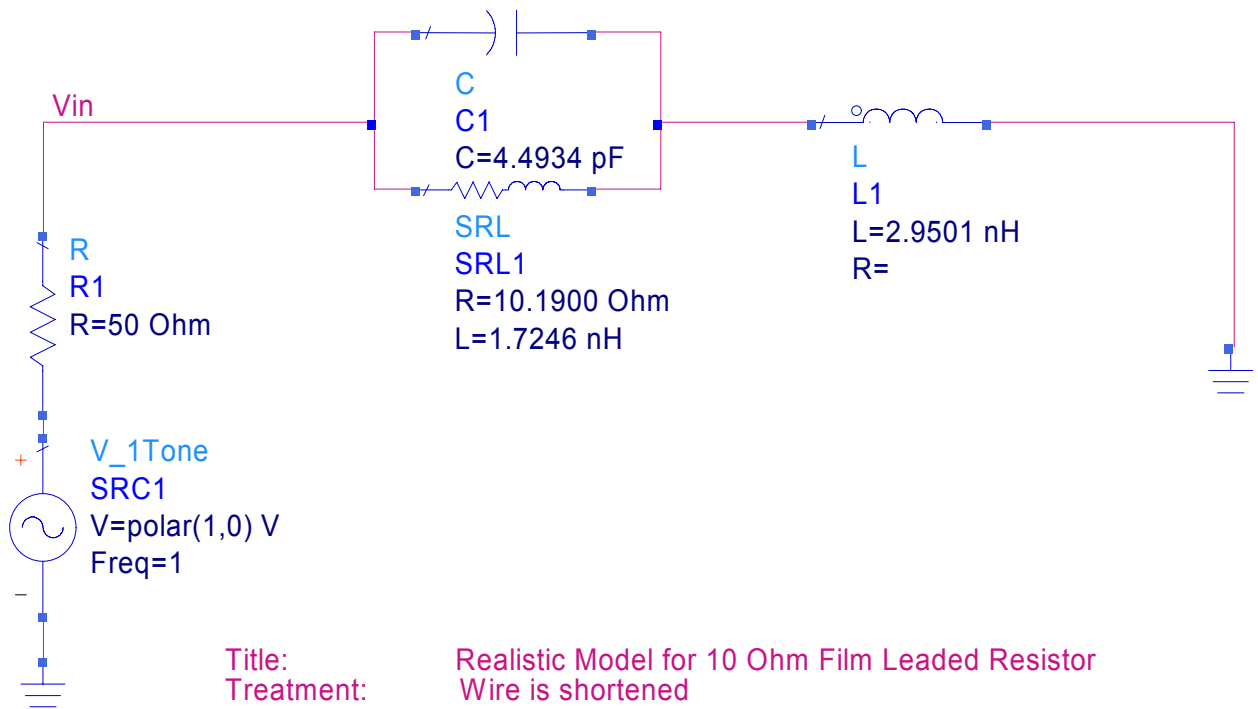 Vin
C
C1
C=4.4934 pF
SRL
SRL1
R=10.1900 Ohm
L=1.7246 nH
L
L1
L=2.9501 nH
R=
R
R1
R=50 Ohm
+
V_1Tone
SRC1
V=polar(1,0) V
Freq=1
–
Title: Realistic Model for 10 Ohm Film Leaded Resistor
Treatment: Wire is shortened